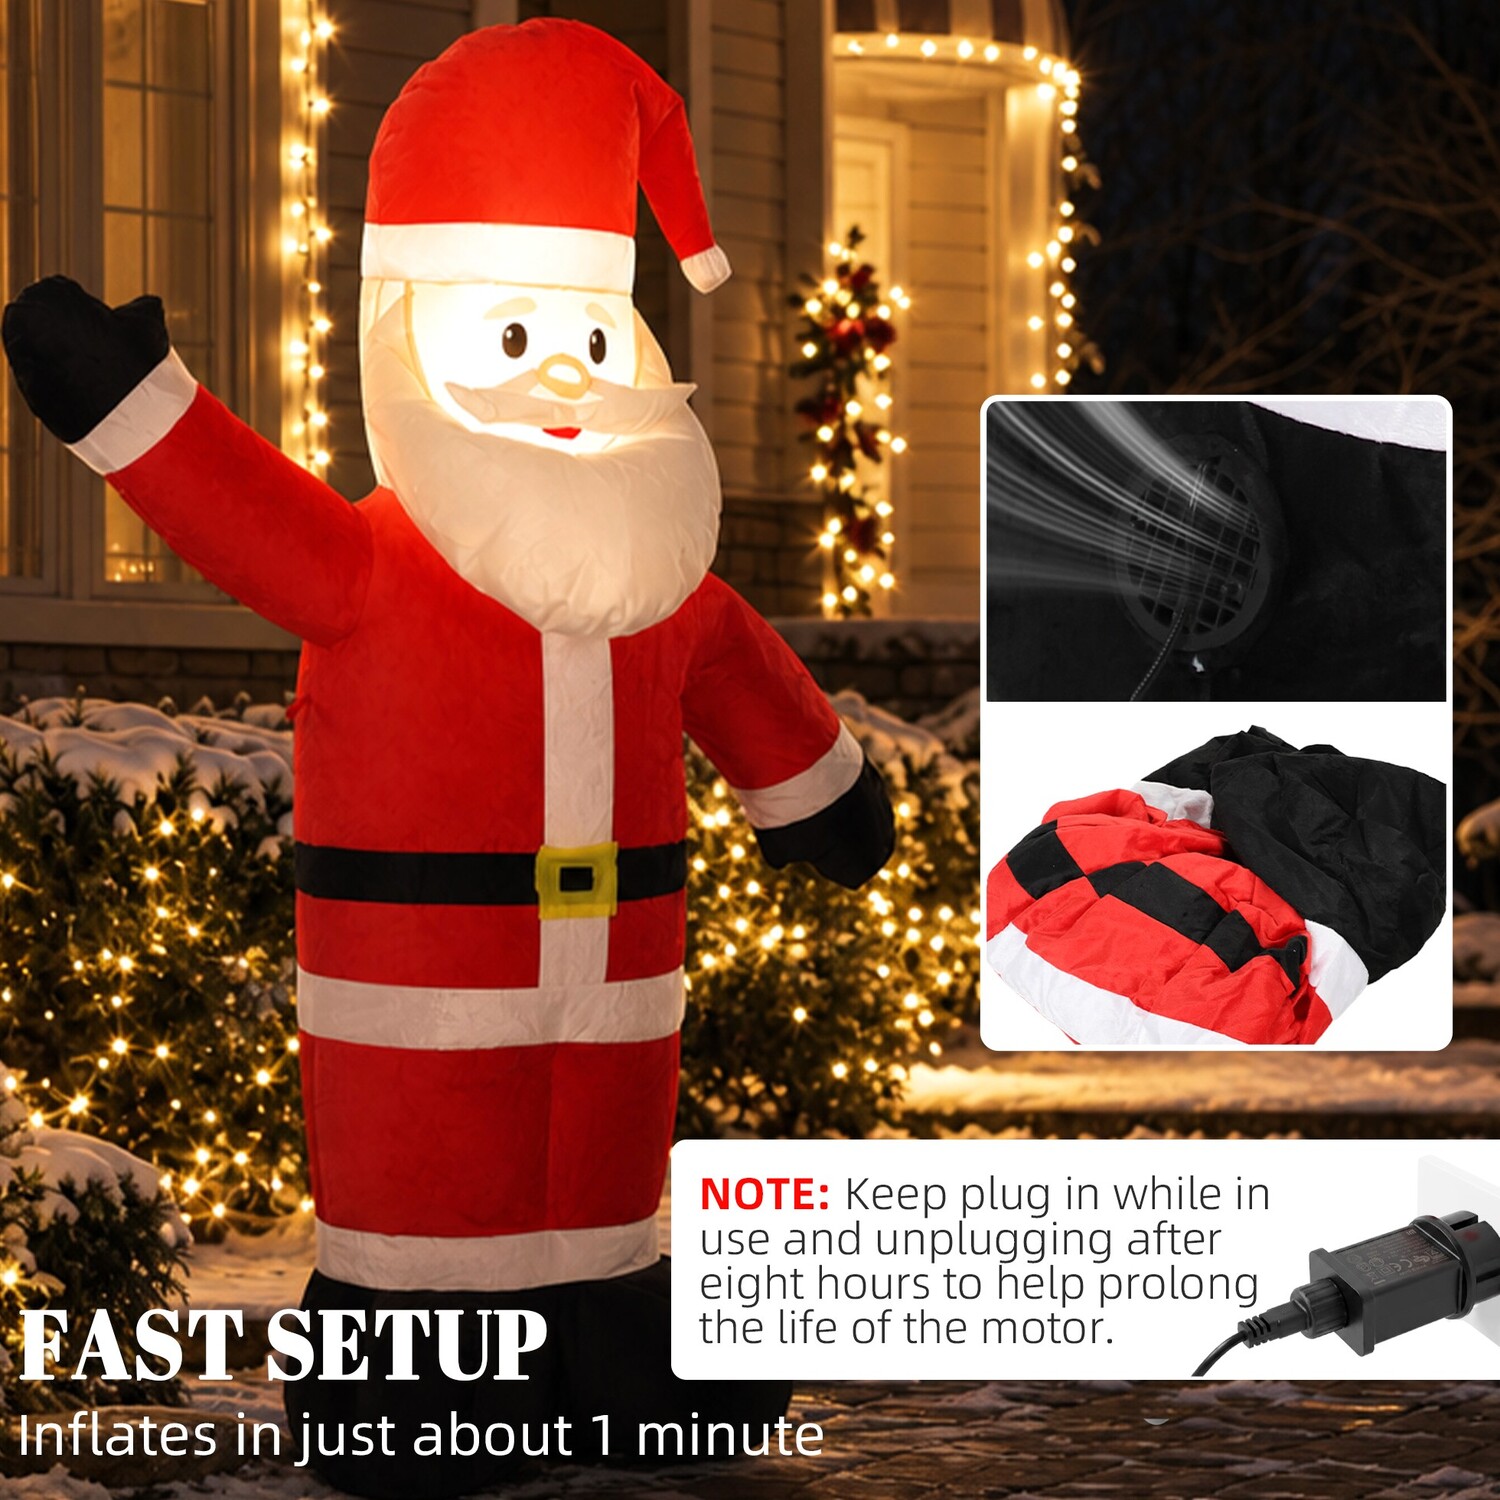 NOTE: Keep plug in while in
use and unplugging after
eight hours to help prolong
the life of the motor.
FAST SETUP
Inflates in just about 1 minute